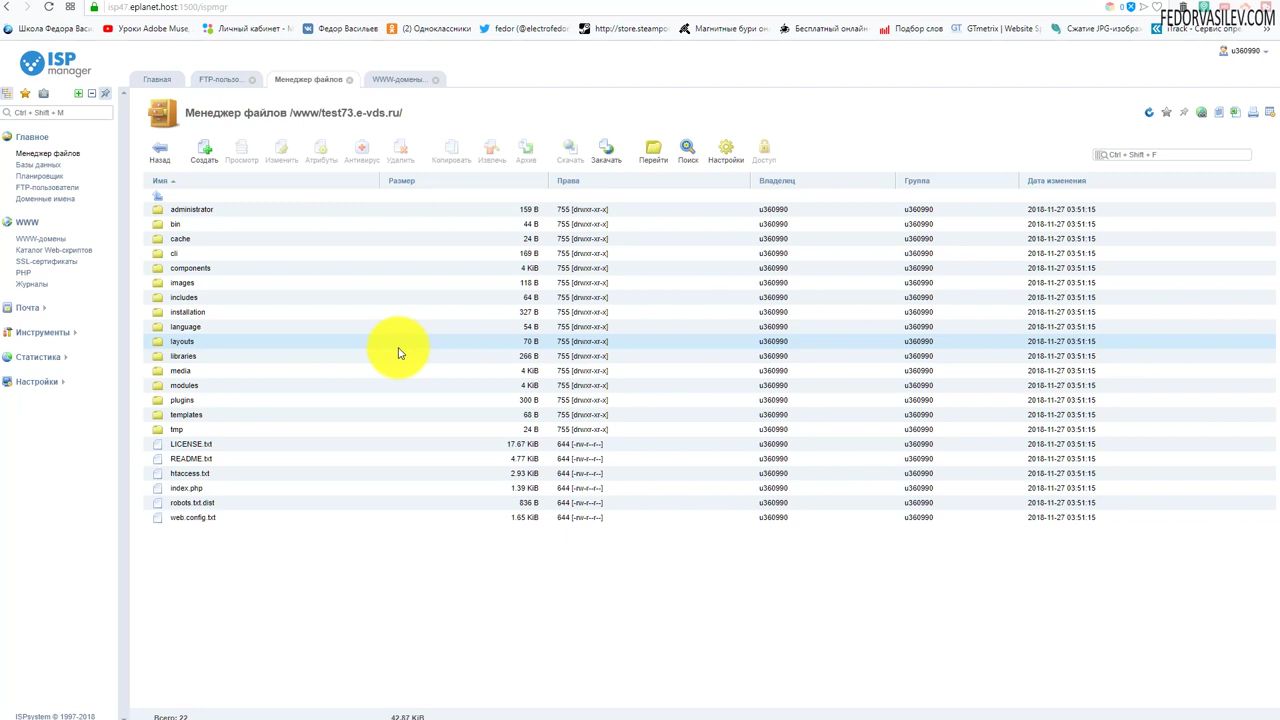 isp47.eplanet.host:1500/ispmgr
FEDORVASILEV.COM
Школа Федора Васи
Уроки Adobe Muse
Личный кабинет - М
Федор Васильев
(2) Одноклассники
fedor (@electrofedor
http://store.steampo
Магнитные бури он
Бесплатный онлайн
Подбор слов
GTmetrix | Website S
Сжатие JPG-изобра
iTrack - Сервис опре
ISP manager
u360990
Главная
FTP-пользо...
Менеджер файлов
WWW-домены...
Ctrl + Shift + M
Менеджер файлов /www/test73.e-vds.ru/
Главное
Менеджер файлов
Базы данных
Планировщик
FTP-пользователи
Доменные имена
WWW
WWW-домены
Каталог Web-скриптов
SSL-сертификаты
PHP
Журналы
Почта
Инструменты
Статистика
Настройки
Назад Создать Просмотр Изменить Атрибуты Антивирус Удалить Копировать Извлечь Архив Скачать Закачать Перейти Поиск Настройки Доступ
Ctrl + Shift + F
Имя Размер Права Владелец Группа Дата изменения
administrator 159 B 755 [drwxr-xr-x] u360990 u360990 2018-11-27 03:51:15
bin 44 B 755 [drwxr-xr-x] u360990 u360990 2018-11-27 03:51:15
cache 24 B 755 [drwxr-xr-x] u360990 u360990 2018-11-27 03:51:15
cli 169 B 755 [drwxr-xr-x] u360990 u360990 2018-11-27 03:51:15
components 4 KiB 755 [drwxr-xr-x] u360990 u360990 2018-11-27 03:51:15
images 118 B 755 [drwxr-xr-x] u360990 u360990 2018-11-27 03:51:15
includes 64 B 755 [drwxr-xr-x] u360990 u360990 2018-11-27 03:51:15
installation 327 B 755 [drwxr-xr-x] u360990 u360990 2018-11-27 03:51:15
language 54 B 755 [drwxr-xr-x] u360990 u360990 2018-11-27 03:51:15
layouts 70 B 755 [drwxr-xr-x] u360990 u360990 2018-11-27 03:51:15
libraries 266 B 755 [drwxr-xr-x] u360990 u360990 2018-11-27 03:51:15
media 4 KiB 755 [drwxr-xr-x] u360990 u360990 2018-11-27 03:51:15
modules 4 KiB 755 [drwxr-xr-x] u360990 u360990 2018-11-27 03:51:15
plugins 300 B 755 [drwxr-xr-x] u360990 u360990 2018-11-27 03:51:15
templates 68 B 755 [drwxr-xr-x] u360990 u360990 2018-11-27 03:51:15
tmp 24 B 755 [drwxr-xr-x] u360990 u360990 2018-11-27 03:51:15
LICENSE.txt 17.67 KiB 644 [-rw-r--r--] u360990 u360990 2018-11-27 03:51:15
README.txt 4.77 KiB 644 [-rw-r--r--] u360990 u360990 2018-11-27 03:51:15
htaccess.txt 2.93 KiB 644 [-rw-r--r--] u360990 u360990 2018-11-27 03:51:15
index.php 1.39 KiB 644 [-rw-r--r--] u360990 u360990 2018-11-27 03:51:15
robots.txt.dist 836 B 644 [-rw-r--r--] u360990 u360990 2018-11-27 03:51:15
web.config.txt 1.65 KiB 644 [-rw-r--r--] u360990 u360990 2018-11-27 03:51:15
ISPsystem © 1997-2018
Всего: 22 42.87 KiB